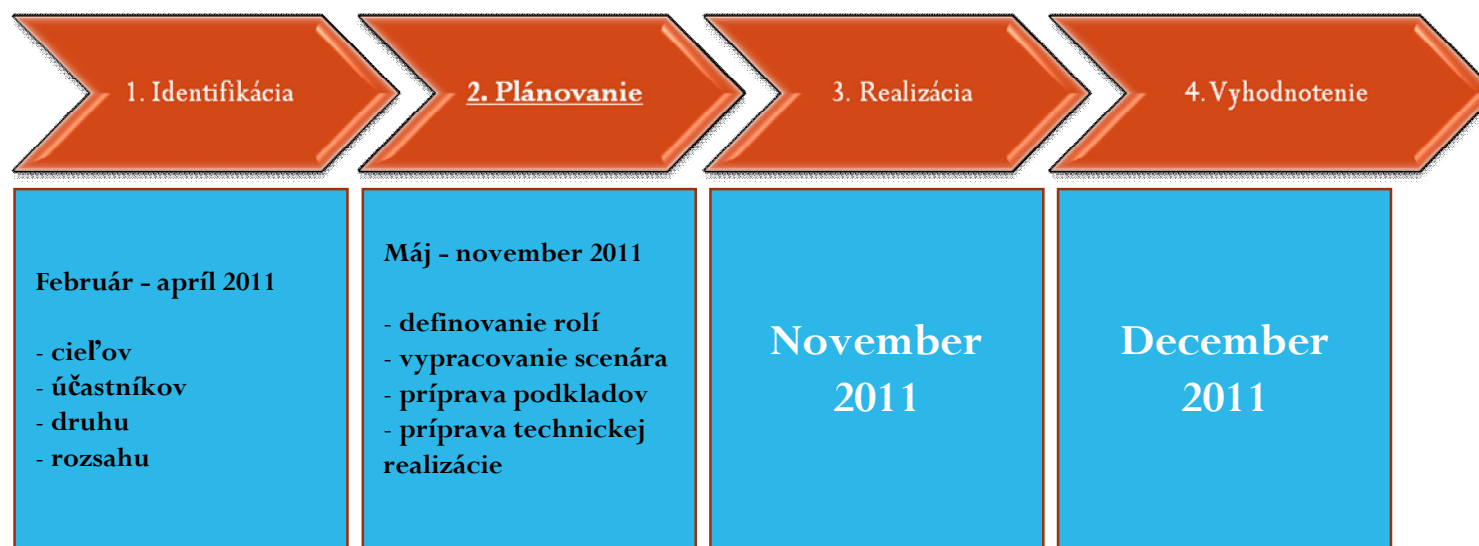 1. Identifikácia
2. Plánovanie
3. Realizácia
4. Vyhodnotenie
Február - apríl 2011
- cieľov
- účastníkov
- druhu
- rozsahu
Máj - november 2011
- definovanie rolí
- vypracovanie scenára
- príprava podkladov
- príprava technickej
realizácie
November
2011
December
2011